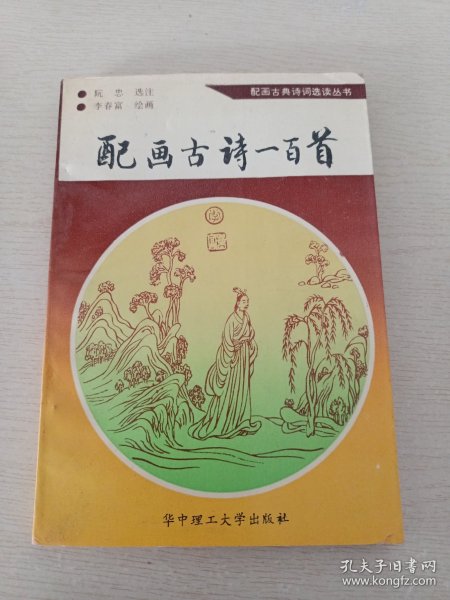 阮忠 选注
李春富 绘画
配画古典诗词选读丛书
配画古诗一百首
华中理工大学出版社
孔夫子旧书网
www.kongfz.com